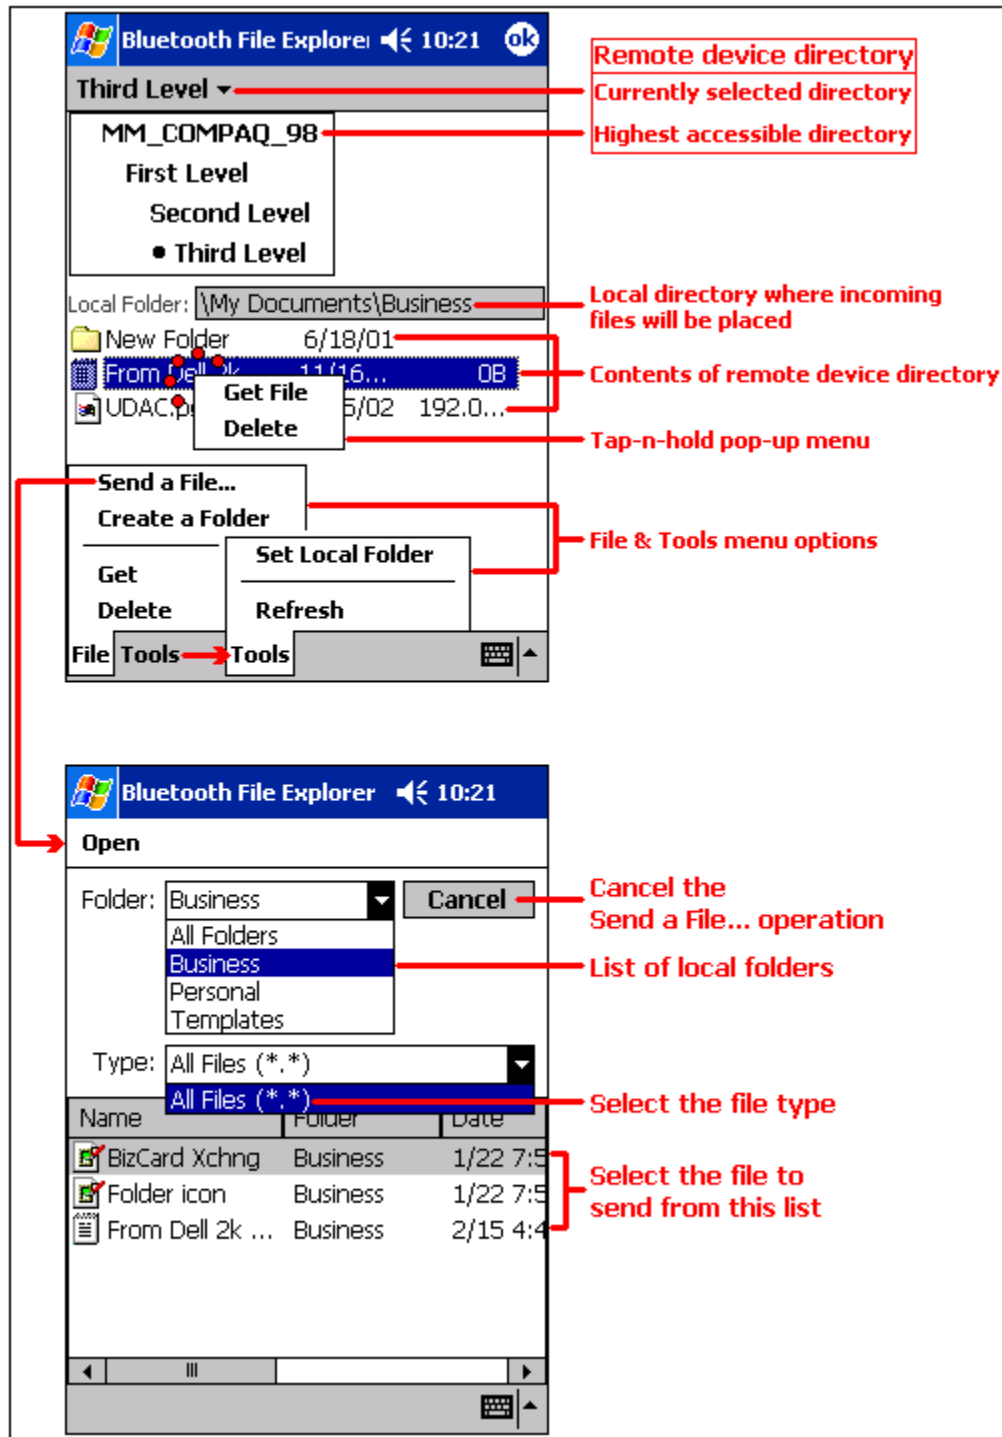 Bluetooth File Explorer 10:21 ok
Remote device directory
Third Level
Currently selected directory
MM_COMPAQ_98
Highest accessible directory
First Level
Second Level
• Third Level
Local Folder: \My Documents\Business
Local directory where incoming
files will be placed
New Folder 6/18/01
From Dell 2k 11/16... 0B
Contents of remote device directory
Get File
UDAC.p 5/02 192.0...
Delete
Tap-n-hold pop-up menu
Send a File...
Create a Folder
File & Tools menu options
Set Local Folder
Get
Delete
Refresh
File Tools Tools
Bluetooth File Explorer 10:21
Open
Folder: Business Cancel
Cancel the
Send a File... operation
All Folders
Business
List of local folders
Personal
Templates
Type: All Files (*.*)
All Files (*.*)
Select the file type
Name Folder Date
BizCard Xchng Business 1/22 7:5
Select the file to
send from this list
Folder icon Business 1/22 7:5
From Dell 2k ... Business 2/15 4:4